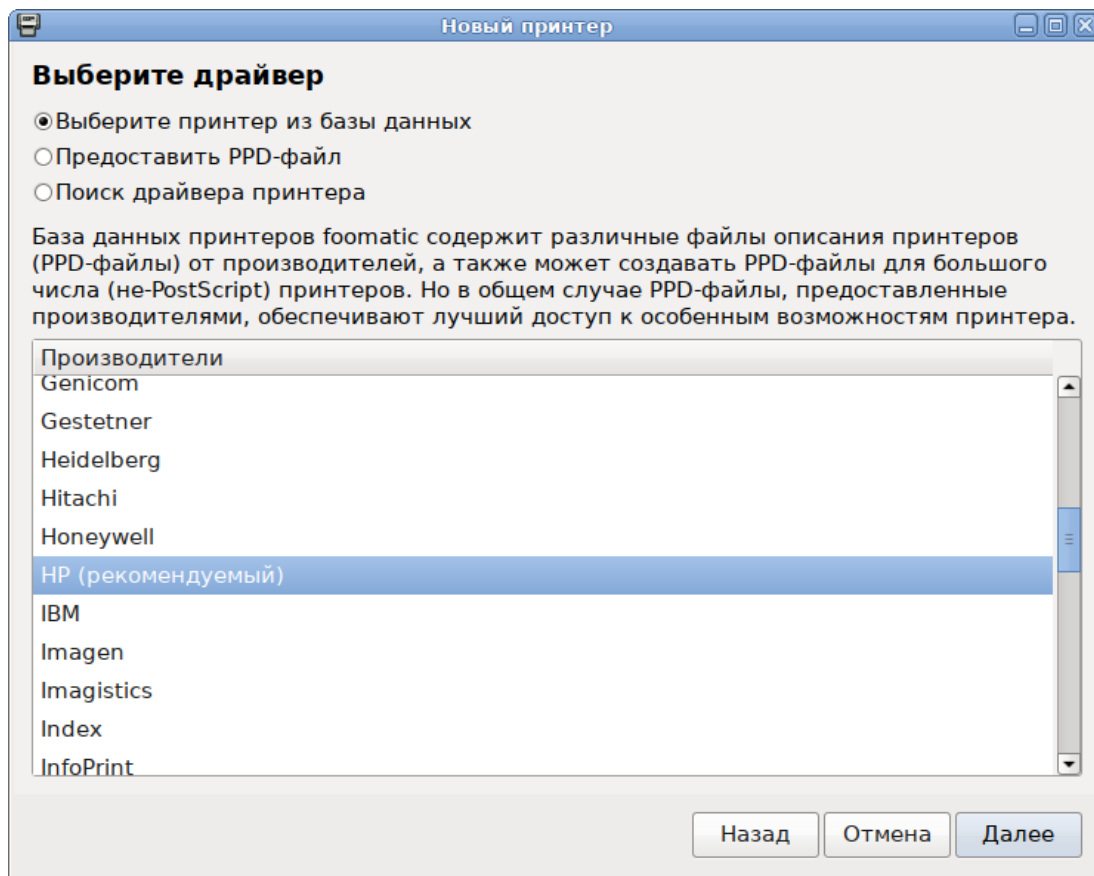 Новый принтер
Выберите драйвер
Выберите принтер из базы данных
Предоставить PPD-файл
Поиск драйвера принтера
База данных принтеров foomatic содержит различные файлы описания принтеров
(PPD-файлы) от производителей, а также может создавать PPD-файлы для большого
числа (не-PostScript) принтеров. Но в общем случае PPD-файлы, предоставленные
производителями, обеспечивают лучший доступ к особенным возможностям принтера.
Производители
Genicom
Gestetner
Heidelberg
Hitachi
Honeywell
HP (рекомендуемый)
IBM
Imagen
Imagistics
Index
InfoPrint
Назад Отмена Далее